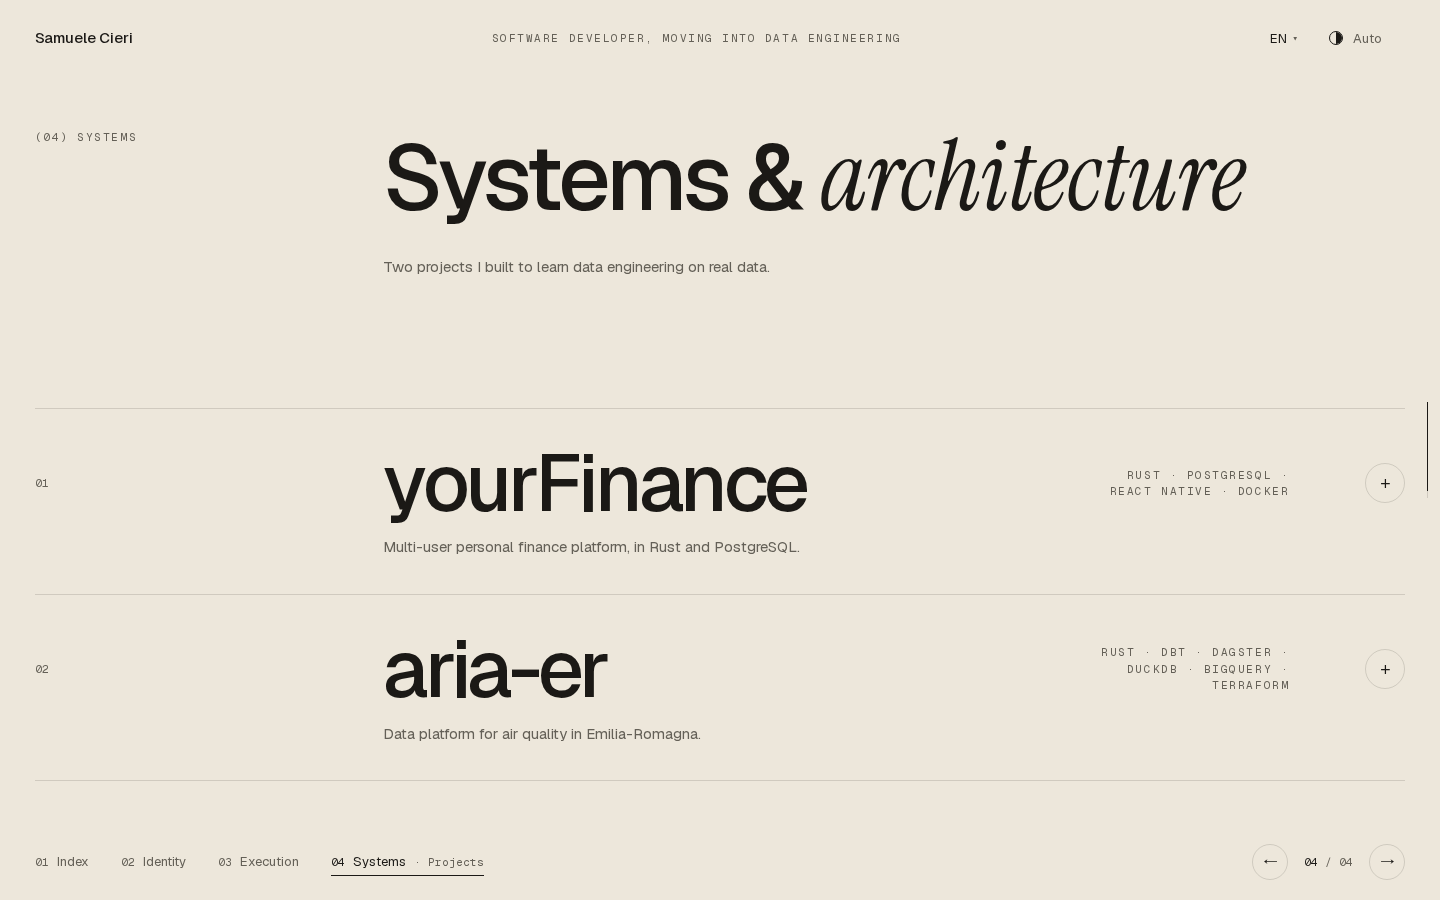 Samuele Cieri
SOFTWARE DEVELOPER, MOVING INTO DATA ENGINEERING
EN ▾
Auto
(04) SYSTEMS
Systems & architecture
Two projects I built to learn data engineering on real data.
01
yourFinance
RUST · POSTGRESQL ·
REACT NATIVE · DOCKER
+
Multi-user personal finance platform, in Rust and PostgreSQL.
02
aria-er
RUST · DBT · DAGSTER ·
DUCKDB · BIGQUERY ·
TERRAFORM
+
Data platform for air quality in Emilia-Romagna.
01 Index
02 Identity
03 Execution
04 Systems · Projects
← 04 / 04 →